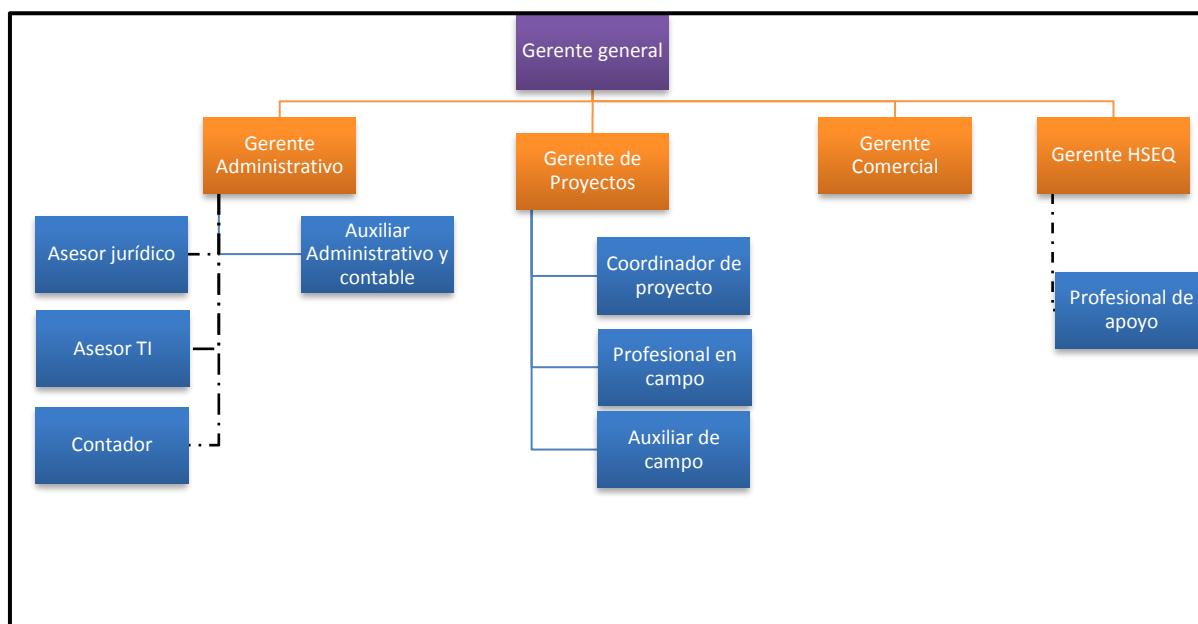 Gerente general
Gerente
Administrativo
Gerente de
Proyectos
Gerente
Comercial
Gerente HSEQ
Asesor jurídico
Auxiliar
Administrativo y
contable
Asesor TI
Contador
Coordinador de
proyecto
Profesional en
campo
Auxiliar de
campo
Profesional de
apoyo